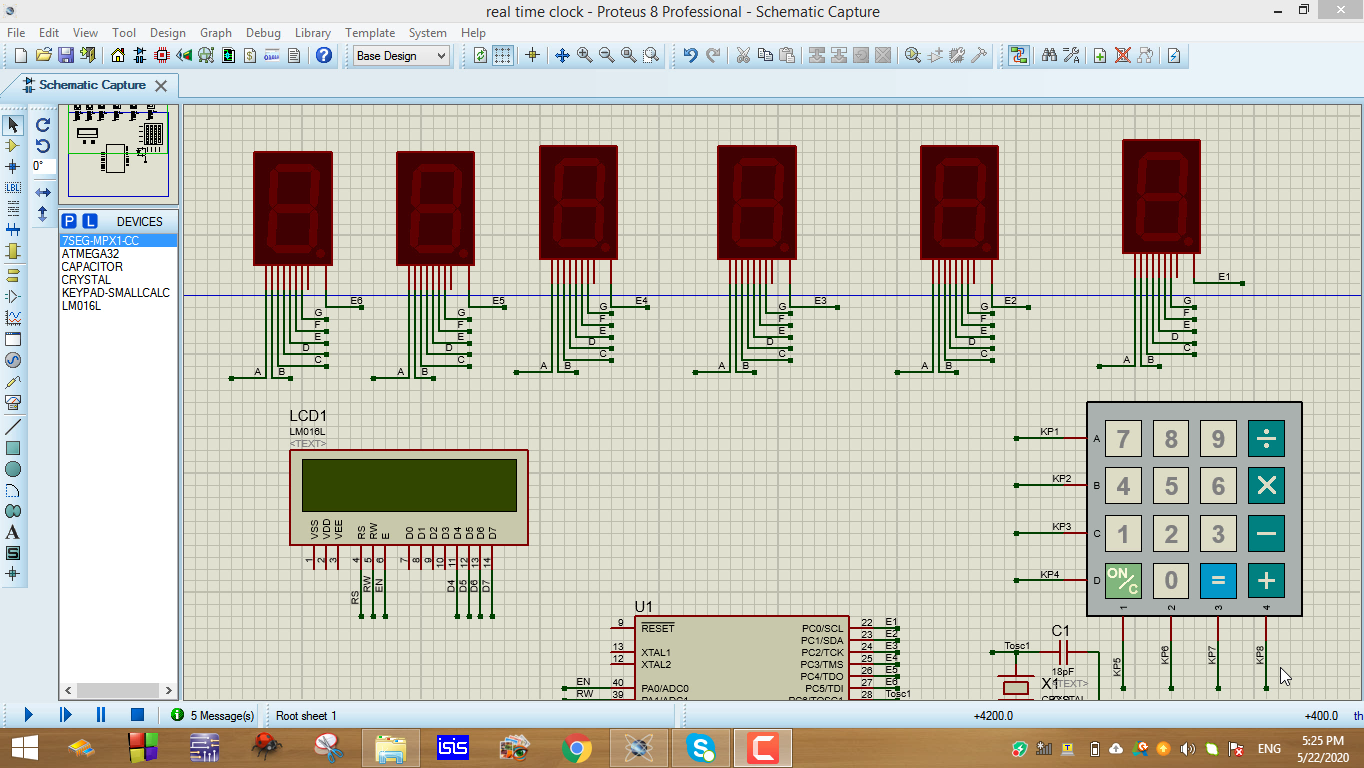 real time clock - Proteus 8 Professional - Schematic Capture
File Edit View Tool Design Graph Debug Library Template System Help
Base Design
Schematic Capture
0°
P L DEVICES
7SEG-MPX1-CC
ATMEGA32
CAPACITOR
CRYSTAL
KEYPAD-SMALLCALC
LM016L
LBL
A
S
E6 E5 E4 E3 E2 E1
G G G G G G
F F F F F F
E E E E E E
D D D D D D
C C C C C C
A B A B A B A B A B A B
LCD1
LM016L
<TEXT>
VSS VDD VEE RS RW E D0 D1 D2 D3 D4 D5 D6 D7
1 2 3 4 5 6 7 8 9 10 11 12 13 14
RS RW EN D4 D5 D6 D7
KP1 A 7 8 9 ÷
KP2 B 4 5 6 ×
KP3 C 1 2 3 −
KP4 D ON/C 0 = +
1 2 3 4
KP5 KP6 KP7 KP8
U1
9 RESET PC0/SCL 22 E1
PC1/SDA 23 E2
13 XTAL1 PC2/TCK 24 E3
12 XTAL2 PC3/TMS 25 E4
PC4/TDO 26 E5
EN 40 PA0/ADC0 PC5/TDI 27 E6
RW 39 PA1/ADC1 PC6/TOSC1 28 Tosc1
C1
Tosc1
18pF
X1
<TEXT>
CRYSTAL
5 Message(s) Root sheet 1 +4200.0 +400.0 th
isis
ENG
5:25 PM
5/22/2020